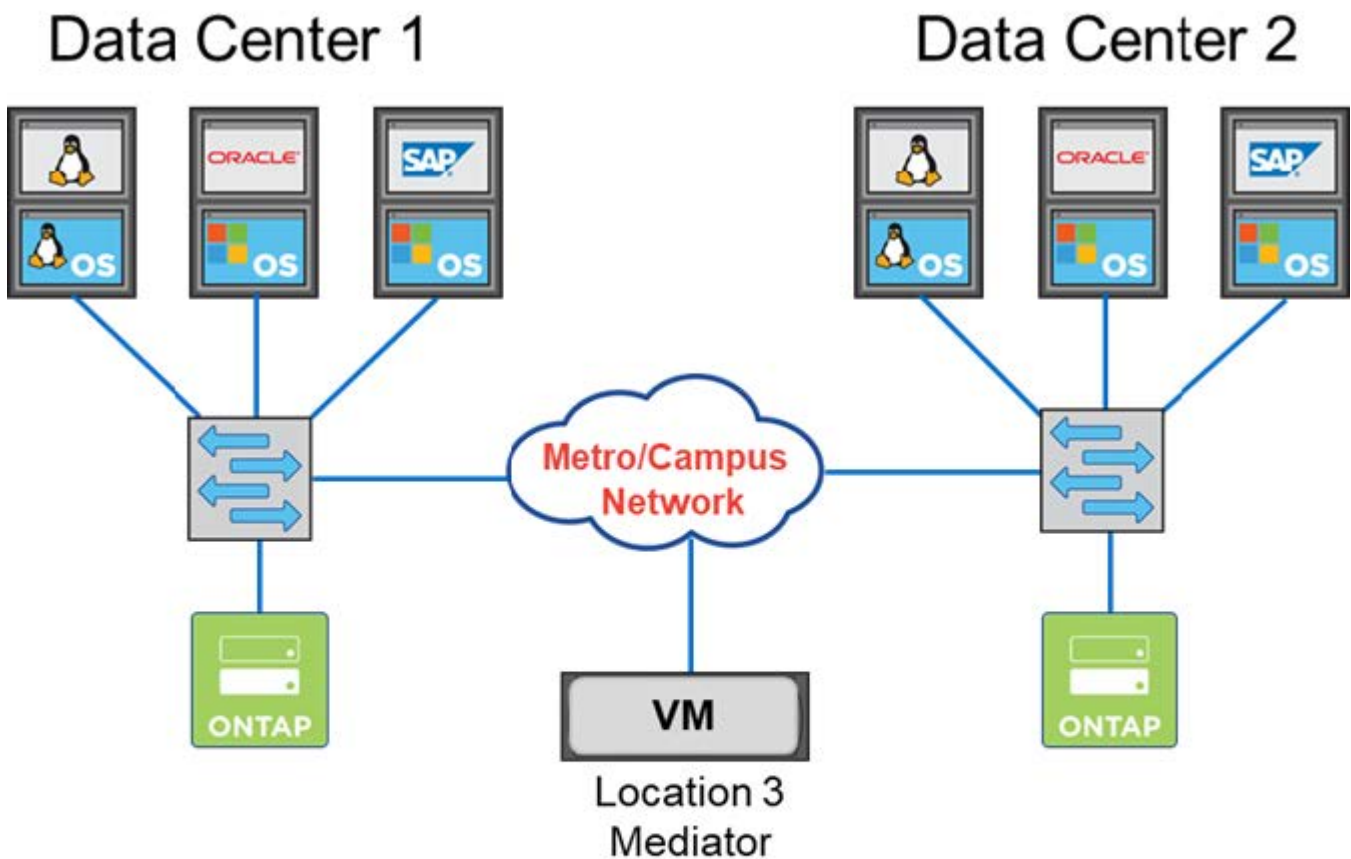 Data Center 1
Data Center 2
ORACLE
SAP
ORACLE
SAP
OS
OS
OS
OS
OS
OS
Metro/Campus
Network
ONTAP
ONTAP
VM
Location 3
Mediator